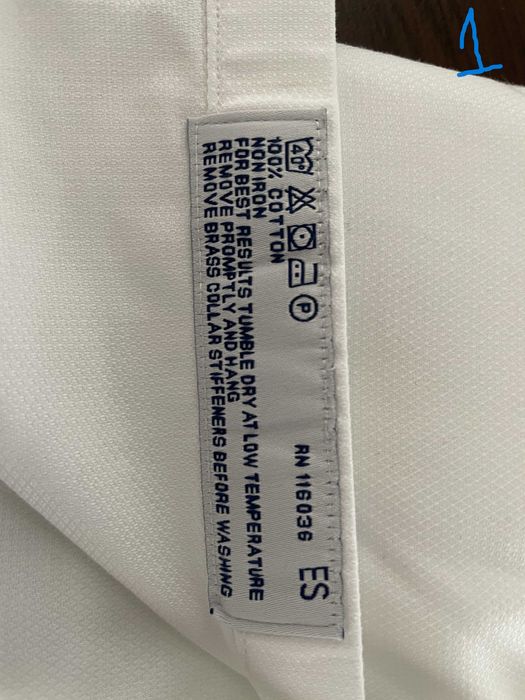 1
40°
P
100% COTTON
NON IRON
FOR BEST RESULTS TUMBLE DRY AT LOW TEMPERATURE
REMOVE PROMPTLY AND HANG
REMOVE BRASS COLLAR STIFFENERS BEFORE WASHING
RN 116036
ES